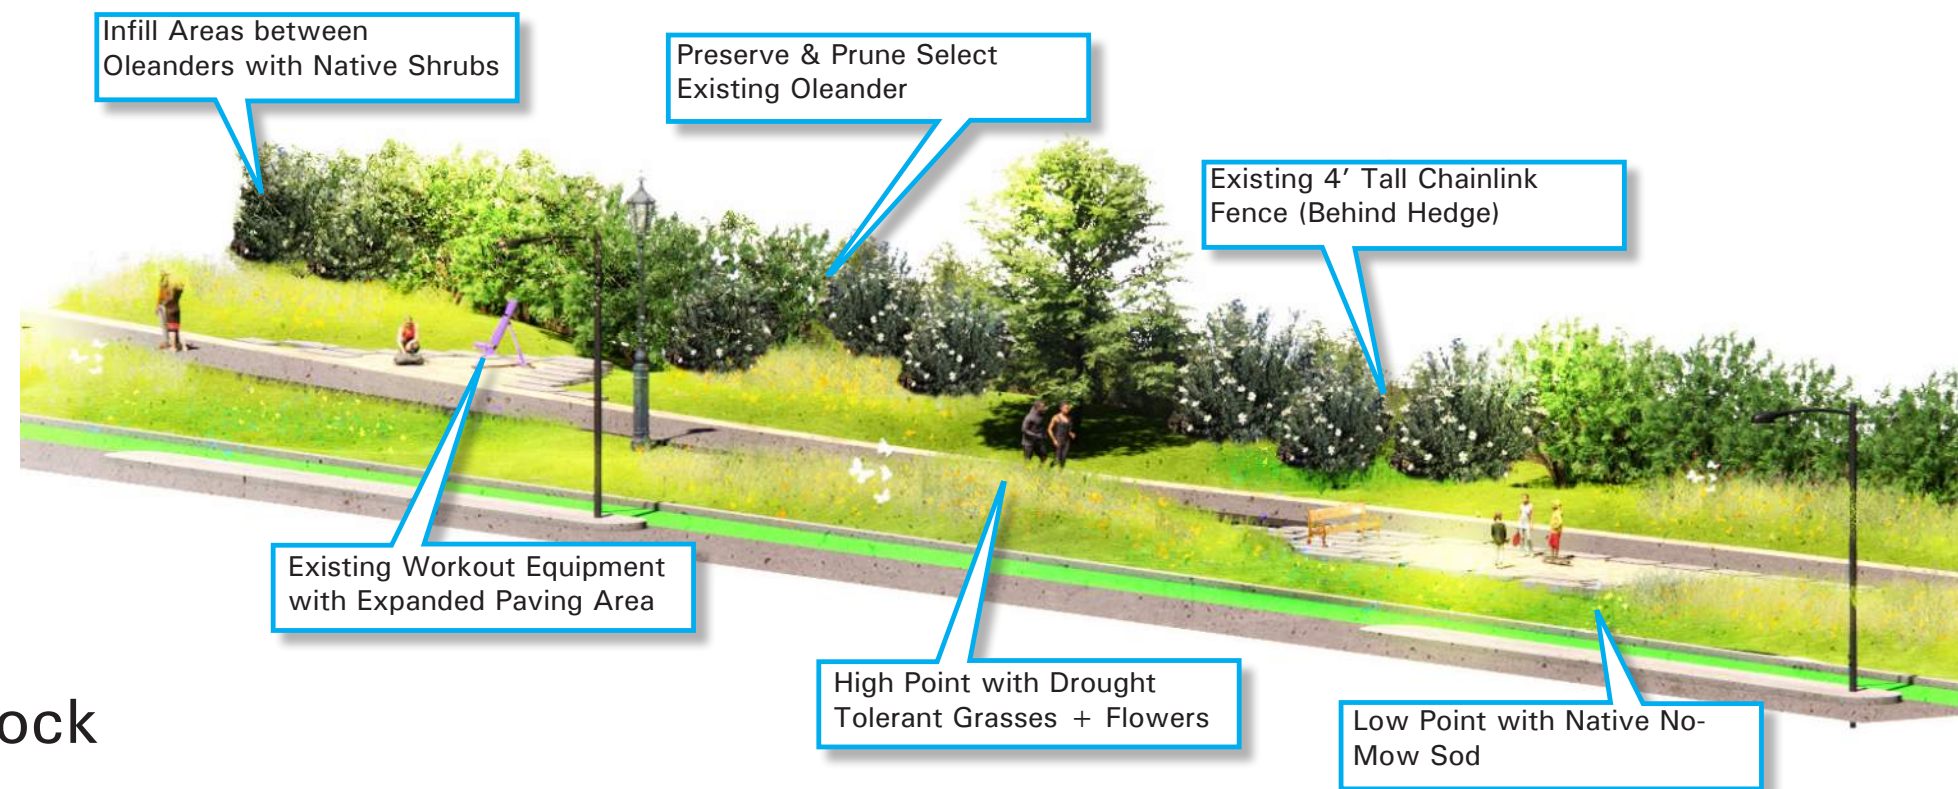 Infill Areas between
Oleanders with Native Shrubs
Preserve & Prune Select
Existing Oleander
Existing 4’ Tall Chainlink
Fence (Behind Hedge)
Existing Workout Equipment
with Expanded Paving Area
High Point with Drought
Tolerant Grasses + Flowers
Low Point with Native No-
Mow Sod
ock